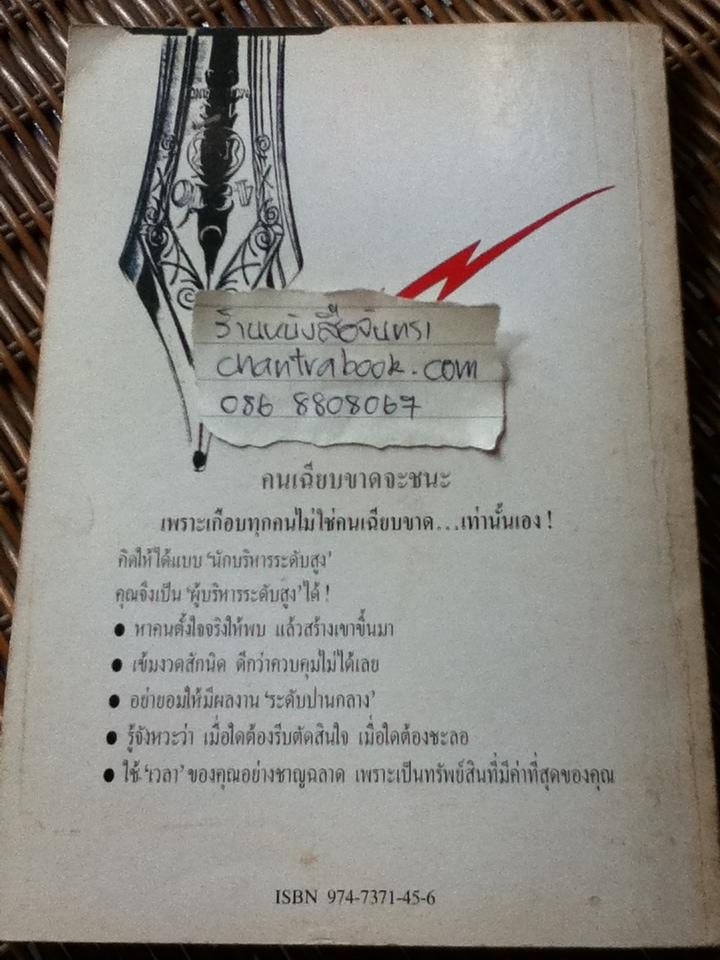 ร้านหนังสือจันทรา
chantrabook.com
086 8808067
คนเฉียบขาดจะชนะ
เพราะเกือบทุกคนไม่ใช่คนเฉียบขาด...เท่านั้นเอง!
คิดให้ได้แบบ 'นักบริหารระดับสูง'
คุณจึงเป็น 'ผู้บริหารระดับสูง' ได้!
● หาคนตั้งใจจริงให้พบ แล้วสร้างเขาขึ้นมา
● เข้มงวดสักนิด ดีกว่าควบคุมไม่ได้เลย
● อย่ายอมให้มีผลงาน 'ระดับปานกลาง'
● รู้จังหวะว่า เมื่อใดต้องรีบตัดสินใจ เมื่อใดต้องชะลอ
● ใช้ 'เวลา' ของคุณอย่างชาญฉลาด เพราะเป็นทรัพย์สินที่มีค่าที่สุดของคุณ
ISBN 974-7371-45-6